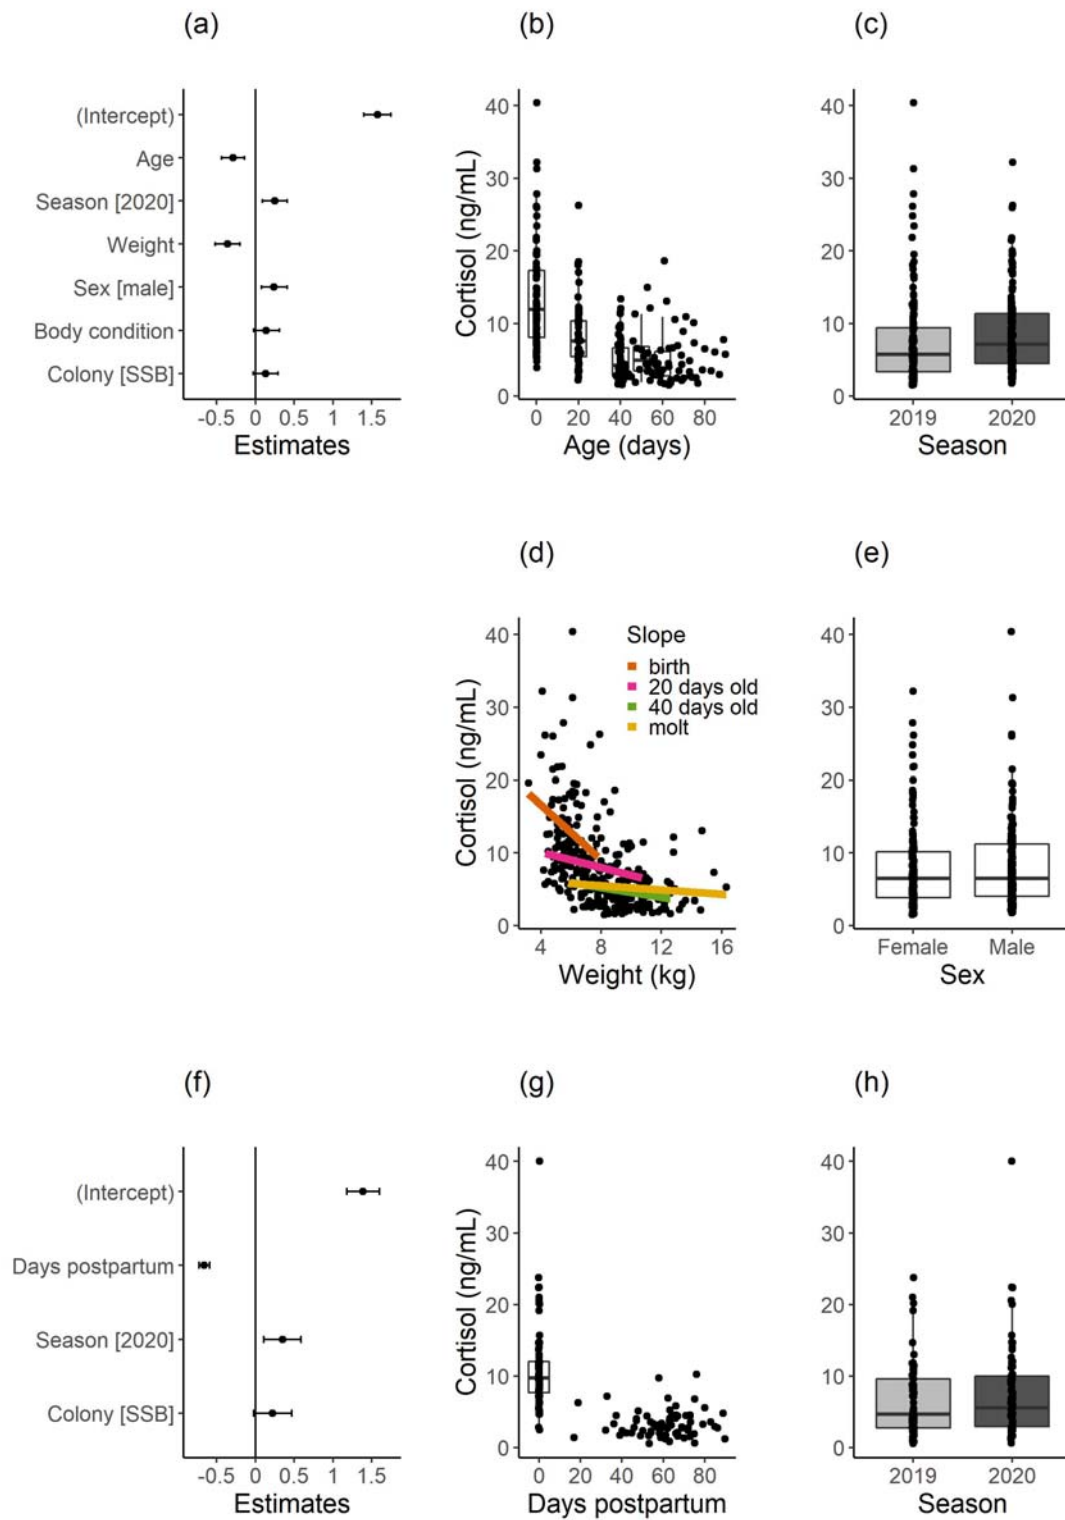 (a)
(Intercept)
Age
Season [2020]
Weight
Sex [male]
Body condition
Colony [SSB]
-0.5 0 0.5 1 1.5
Estimates
(b)
Cortisol (ng/mL)
40
30
20
10
0
0 20 40 60 80
Age (days)
(c)
40
30
20
10
0
2019 2020
Season
(d)
Cortisol (ng/mL)
40
30
20
10
0
Slope
birth
20 days old
40 days old
molt
4 8 12 16
Weight (kg)
(e)
40
30
20
10
0
Female Male
Sex
(f)
(Intercept)
Days postpartum
Season [2020]
Colony [SSB]
-0.5 0 0.5 1 1.5
Estimates
(g)
Cortisol (ng/mL)
40
30
20
10
0
0 20 40 60 80
Days postpartum
(h)
40
30
20
10
0
2019 2020
Season